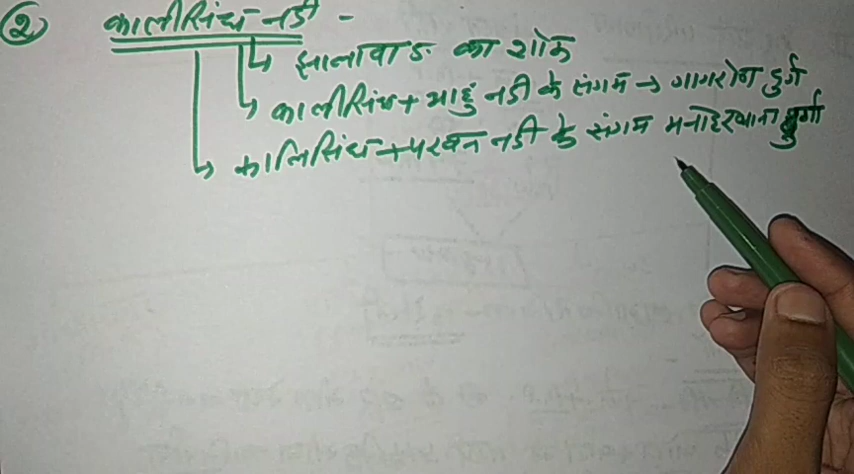 ② कालीसिंध नदी -
झालावाड का शोक
कालीसिंध + आहु नदी के संगम → गागरोन दुर्ग
कालिसिंध + परवन नदी के संगम मनोहरथाना दुर्ग